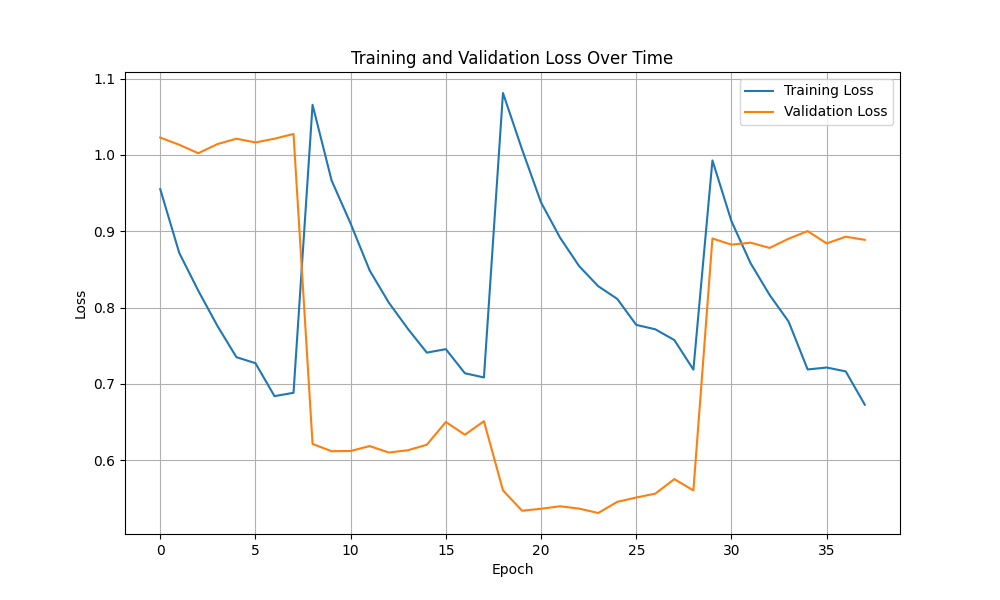 Training and Validation Loss Over Time
Training Loss
Validation Loss
Loss
1.1
1.0
0.9
0.8
0.7
0.6
0 5 10 15 20 25 30 35
Epoch